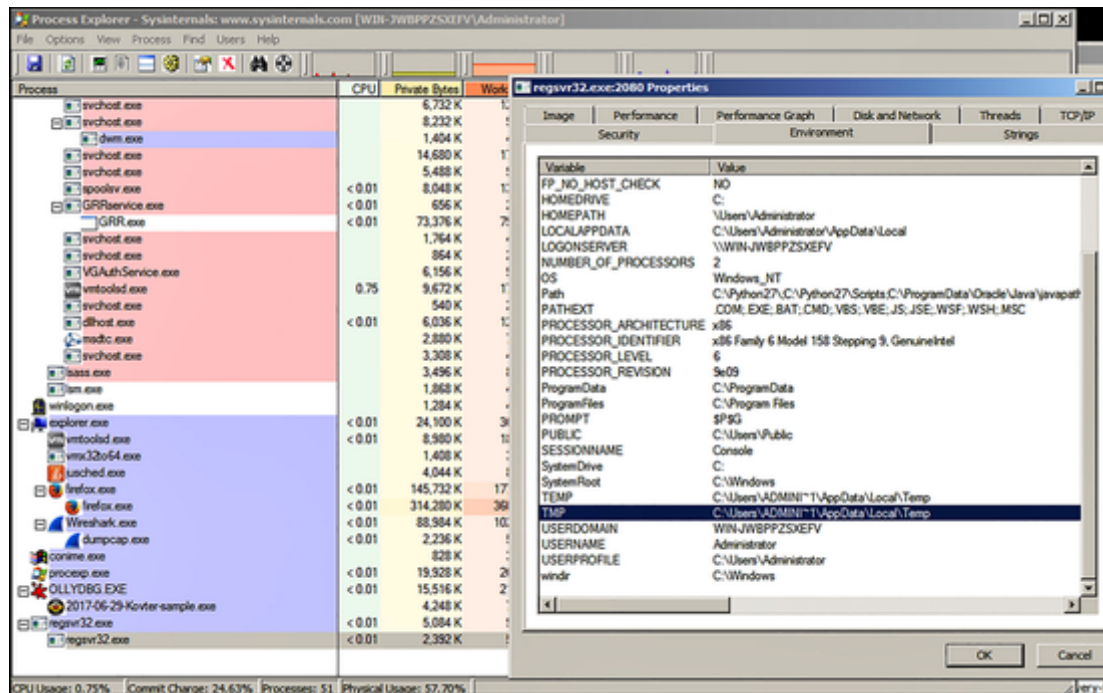 Process Explorer - Sysinternals: www.sysinternals.com [WIN-JWBPPZSXEFV\Administrator]
File Options View Process Find Users Help
Process CPU Private Bytes Work
svchost.exe 6,732 K
svchost.exe 8,232 K
dwm.exe 1,404 K
svchost.exe 14,680 K
svchost.exe 5,488 K
spoolsv.exe < 0.01 8,048 K
GRRservice.exe < 0.01 656 K
GRR.exe < 0.01 73,376 K
svchost.exe 1,764 K
svchost.exe 864 K
VGAuthService.exe 6,156 K
vmtoolsd.exe 0.75 9,672 K
svchost.exe 540 K
dllhost.exe < 0.01 6,036 K
msdtc.exe 2,880 K
svchost.exe 3,308 K
lsass.exe 3,496 K
lsm.exe 1,868 K
winlogon.exe 1,284 K
explorer.exe < 0.01 24,100 K
vmtoolsd.exe < 0.01 8,980 K
vmx32to64.exe 1,408 K
jusched.exe 4,044 K
firefox.exe < 0.01 145,732 K
firefox.exe < 0.01 314,280 K
Wireshark.exe < 0.01 88,984 K
dumpcap.exe < 0.01 2,236 K
conime.exe 828 K
procexp.exe < 0.01 19,928 K
OLLYDBG.EXE < 0.01 15,516 K
2017-06-29-Kovter-sample.exe 4,248 K
regsvr32.exe < 0.01 5,084 K
regsvr32.exe < 0.01 2,392 K
CPU Usage: 0.75% Commit Charge: 24.63% Processes: 51 Physical Usage: 57.70%
regsvr32.exe:2080 Properties
Image Performance Performance Graph Disk and Network Threads TCP/IP
Security Environment Strings
Variable Value
FP_NO_HOST_CHECK NO
HOMEDRIVE C:
HOMEPATH \Users\Administrator
LOCALAPPDATA C:\Users\Administrator\AppData\Local
LOGONSERVER \\WIN-JWBPPZSXEFV
NUMBER_OF_PROCESSORS 2
OS Windows_NT
Path C:\Python27\;C:\Python27\Scripts;C:\ProgramData\Oracle\Java\javapath
PATHEXT .COM;.EXE;.BAT;.CMD;.VBS;.VBE;.JS;.JSE;.WSF;.WSH;.MSC
PROCESSOR_ARCHITECTURE x86
PROCESSOR_IDENTIFIER x86 Family 6 Model 158 Stepping 9, GenuineIntel
PROCESSOR_LEVEL 6
PROCESSOR_REVISION 9e09
ProgramData C:\ProgramData
ProgramFiles C:\Program Files
PROMPT $P$G
PUBLIC C:\Users\Public
SESSIONNAME Console
SystemDrive C:
SystemRoot C:\Windows
TEMP C:\Users\ADMINI~1\AppData\Local\Temp
TMP C:\Users\ADMINI~1\AppData\Local\Temp
USERDOMAIN WIN-JWBPPZSXEFV
USERNAME Administrator
USERPROFILE C:\Users\Administrator
windir C:\Windows
OK Cancel